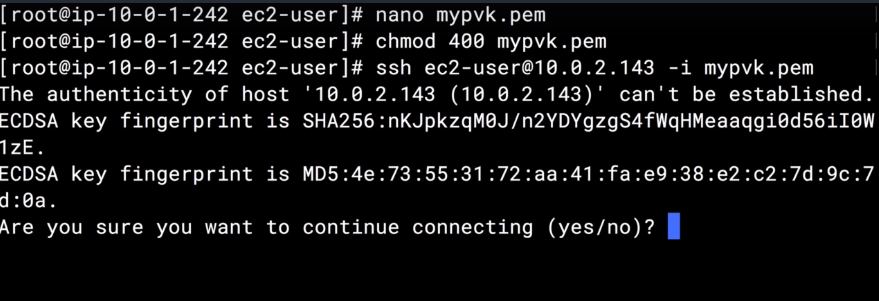 [root@ip-10-0-1-242 ec2-user]# nano mypvk.pem
[root@ip-10-0-1-242 ec2-user]# chmod 400 mypvk.pem
[root@ip-10-0-1-242 ec2-user]# ssh ec2-user@10.0.2.143 -i mypvk.pem
The authenticity of host '10.0.2.143 (10.0.2.143)' can't be established.
ECDSA key fingerprint is SHA256:nKJpkzqM0J/n2YDYgzgS4fWqHMeaaqgi0d56iI0W
1zE.
ECDSA key fingerprint is MD5:4e:73:55:31:72:aa:41:fa:e9:38:e2:c2:7d:9c:7
d:0a.
Are you sure you want to continue connecting (yes/no)?